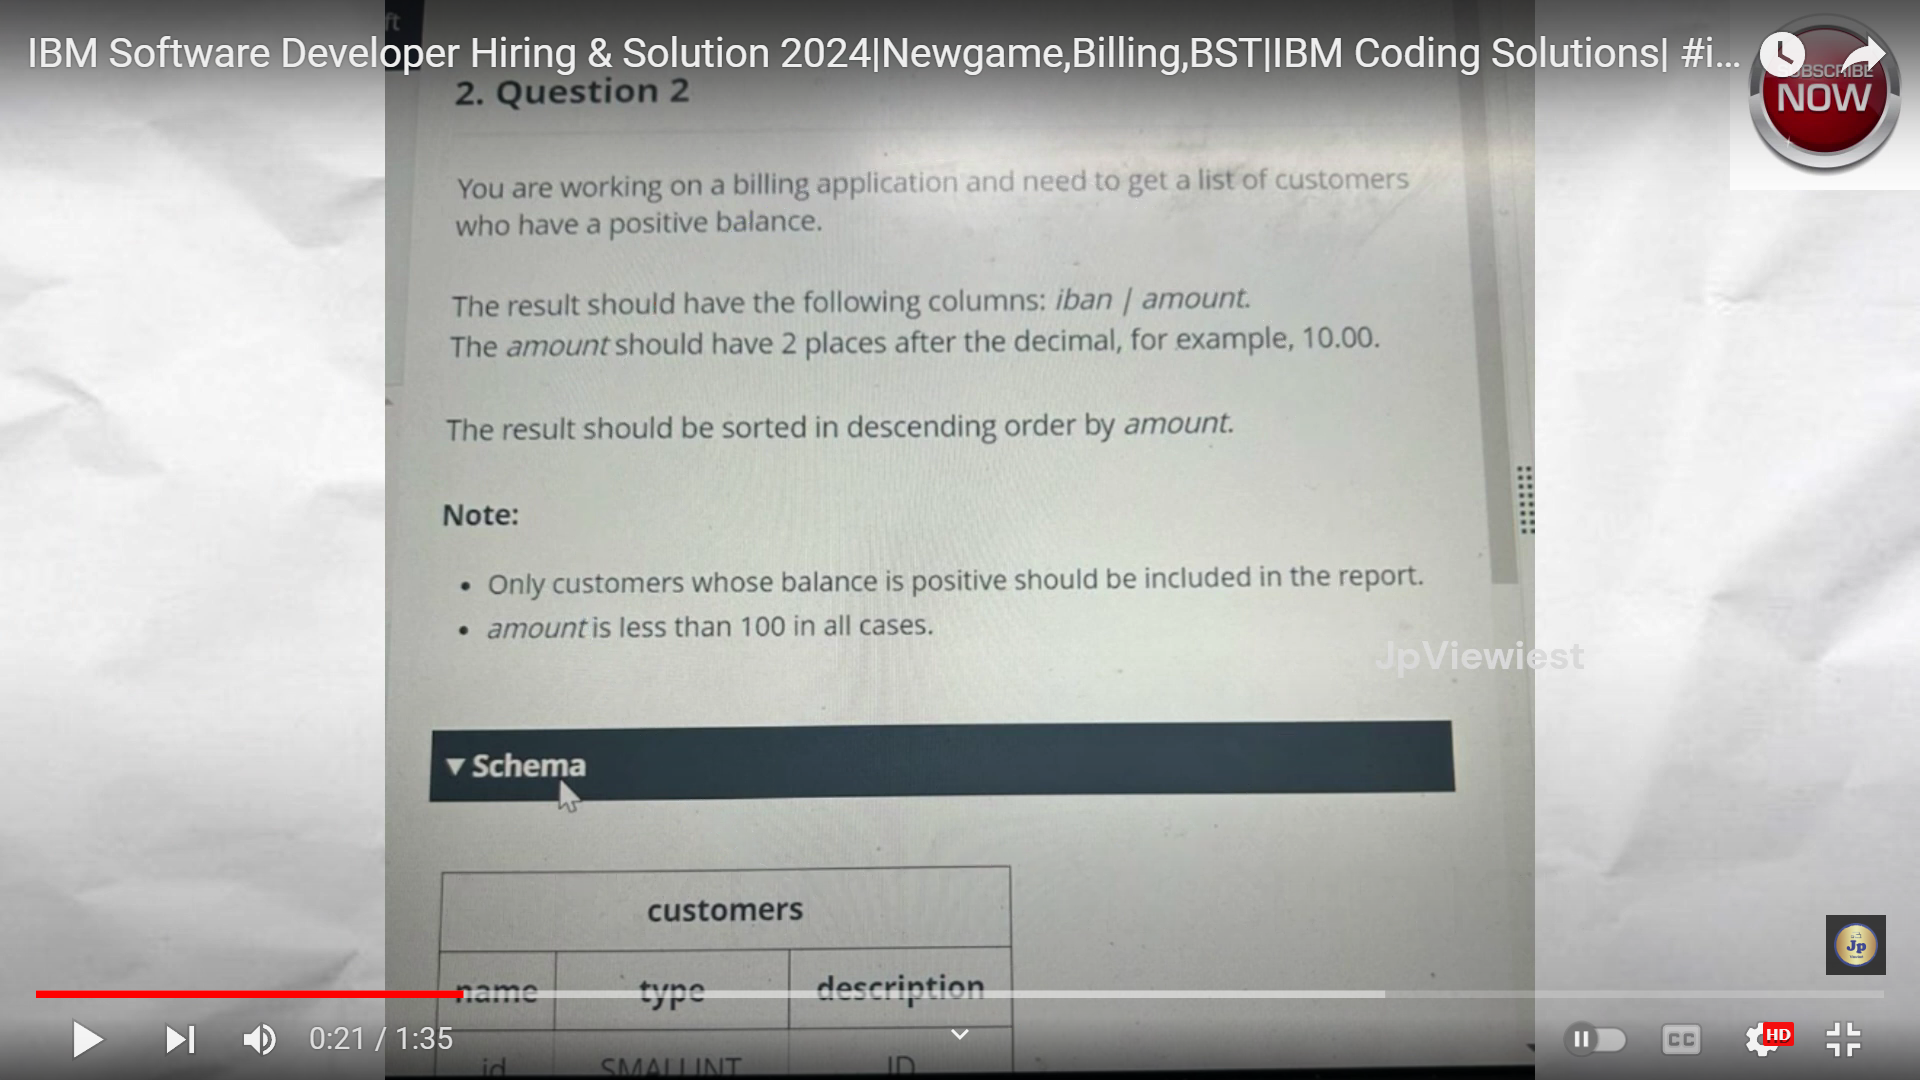 IBM Software Developer Hiring & Solution 2024|Newgame,Billing,BST|IBM Coding Solutions| #i...
SUBSCRIBE
NOW
ft
2. Question 2
You are working on a billing application and need to get a list of customers
who have a positive balance.
The result should have the following columns: iban / amount.
The amount should have 2 places after the decimal, for example, 10.00.
The result should be sorted in descending order by amount.
Note:
• Only customers whose balance is positive should be included in the report.
• amount is less than 100 in all cases.
JpViewiest
▼ Schema
customers
name type description
id SMALLINT ID
Jp
0:21 / 1:35
CC
HD